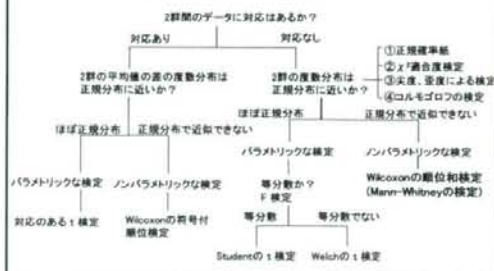 2群間のデータに対応はあるか？
対応あり
対応なし
2群の平均値の差の度数分布は
正規分布に近いか？
2群の度数分布は
正規分布に近いか？
①正規確率紙
②χ²適合度検定
③尖度、歪度による検定
④コルモゴロフの検定
ほぼ正規分布
正規分布で近似できない
ほぼ正規分布
正規分布で近似できない
パラメトリックな検定
ノンパラメトリックな検定
パラメトリックな検定
ノンパラメトリックな検定
対応のあるｔ検定
Wilcoxonの符号付
順位検定
等分散か？
F 検定
Wilcoxonの順位和検定
(Mann-Whitneyの検定)
等分散
等分散でない
Studentのｔ検定
Welchのｔ検定